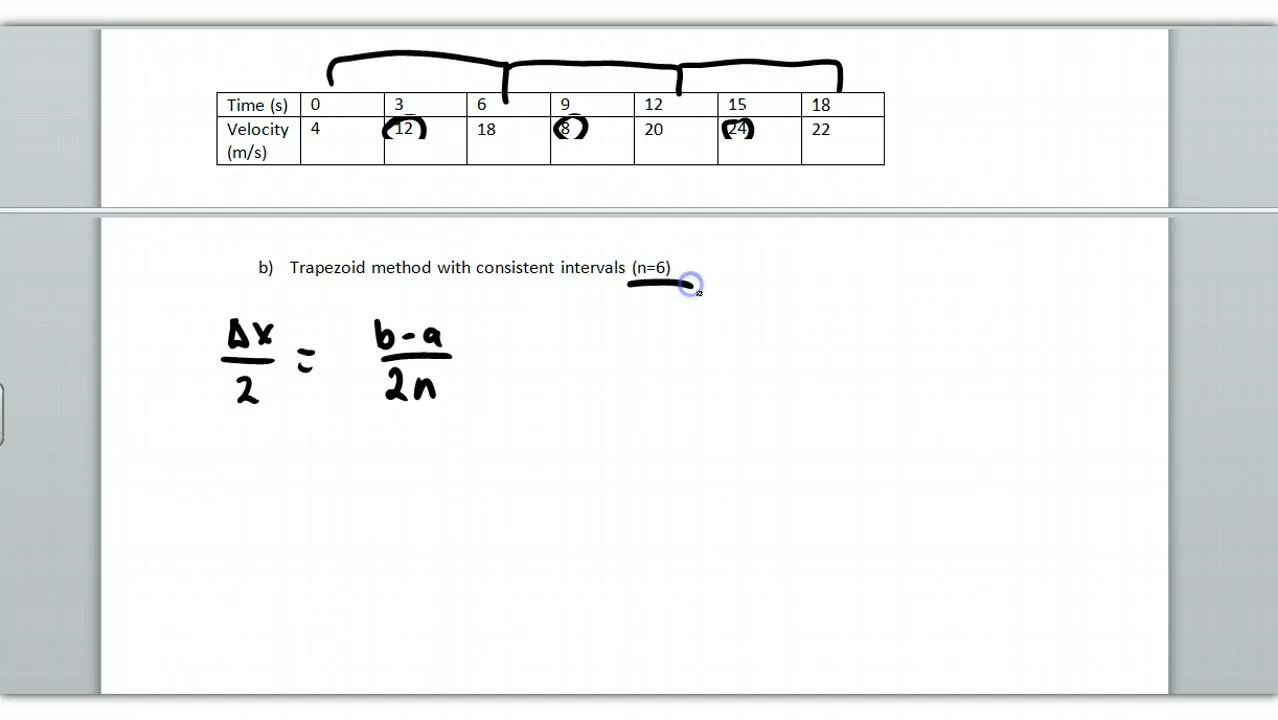 Time (s) 0 3 6 9 12 15 18
Velocity (m/s) 4 12 18 8 20 24 22
b) Trapezoid method with consistent intervals (n=6)
Δx/2 = b-a/2n